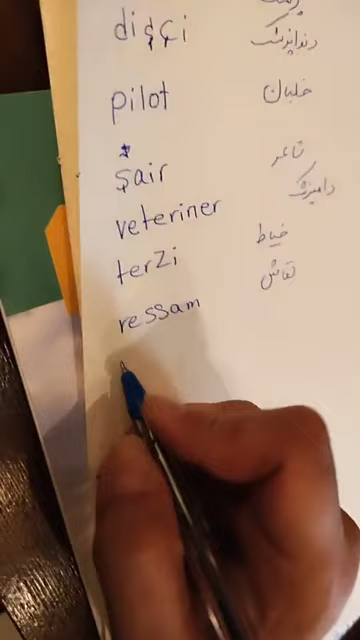 dişçi دندانپزشک
pilot خلبان
şair شاعر
veteriner دامپزشک
terzi خیاط
ressam نقاش